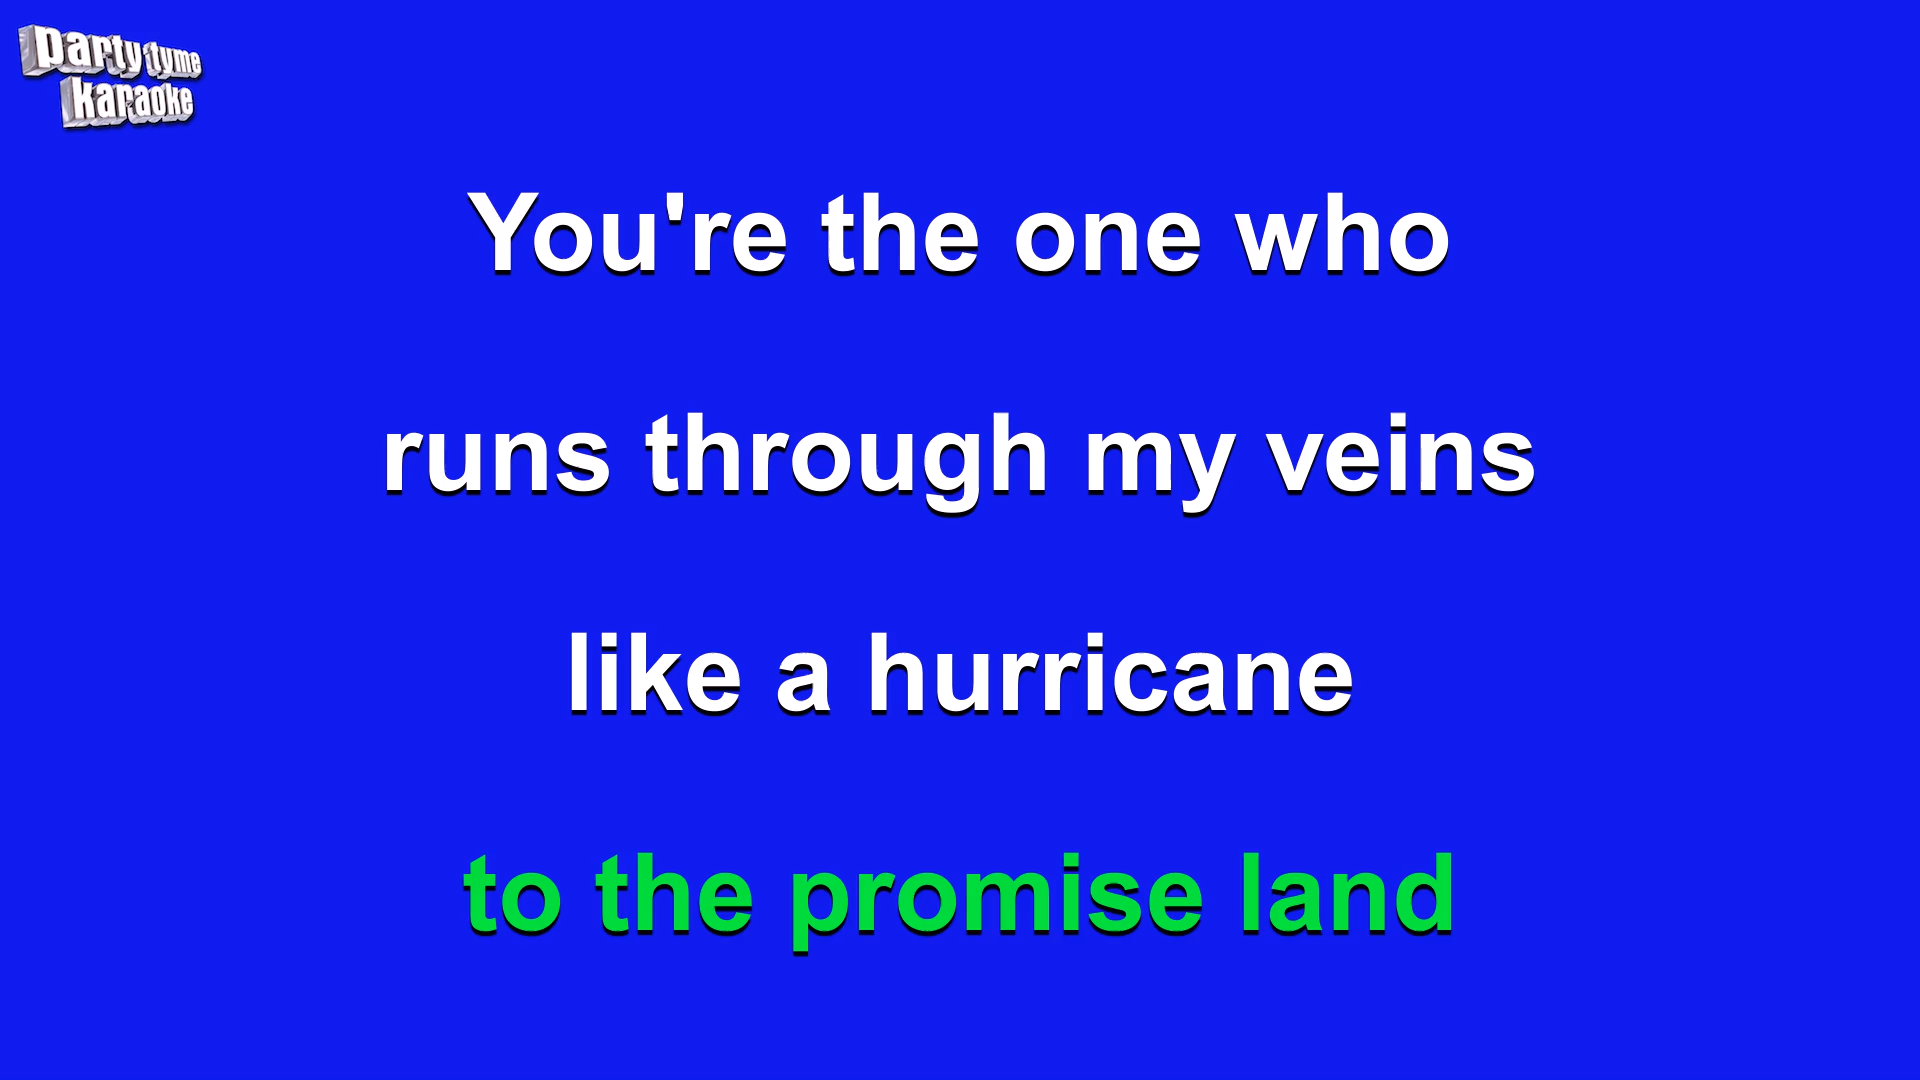 party tyme
karaoke
You're the one who
runs through my veins
like a hurricane
to the promise land